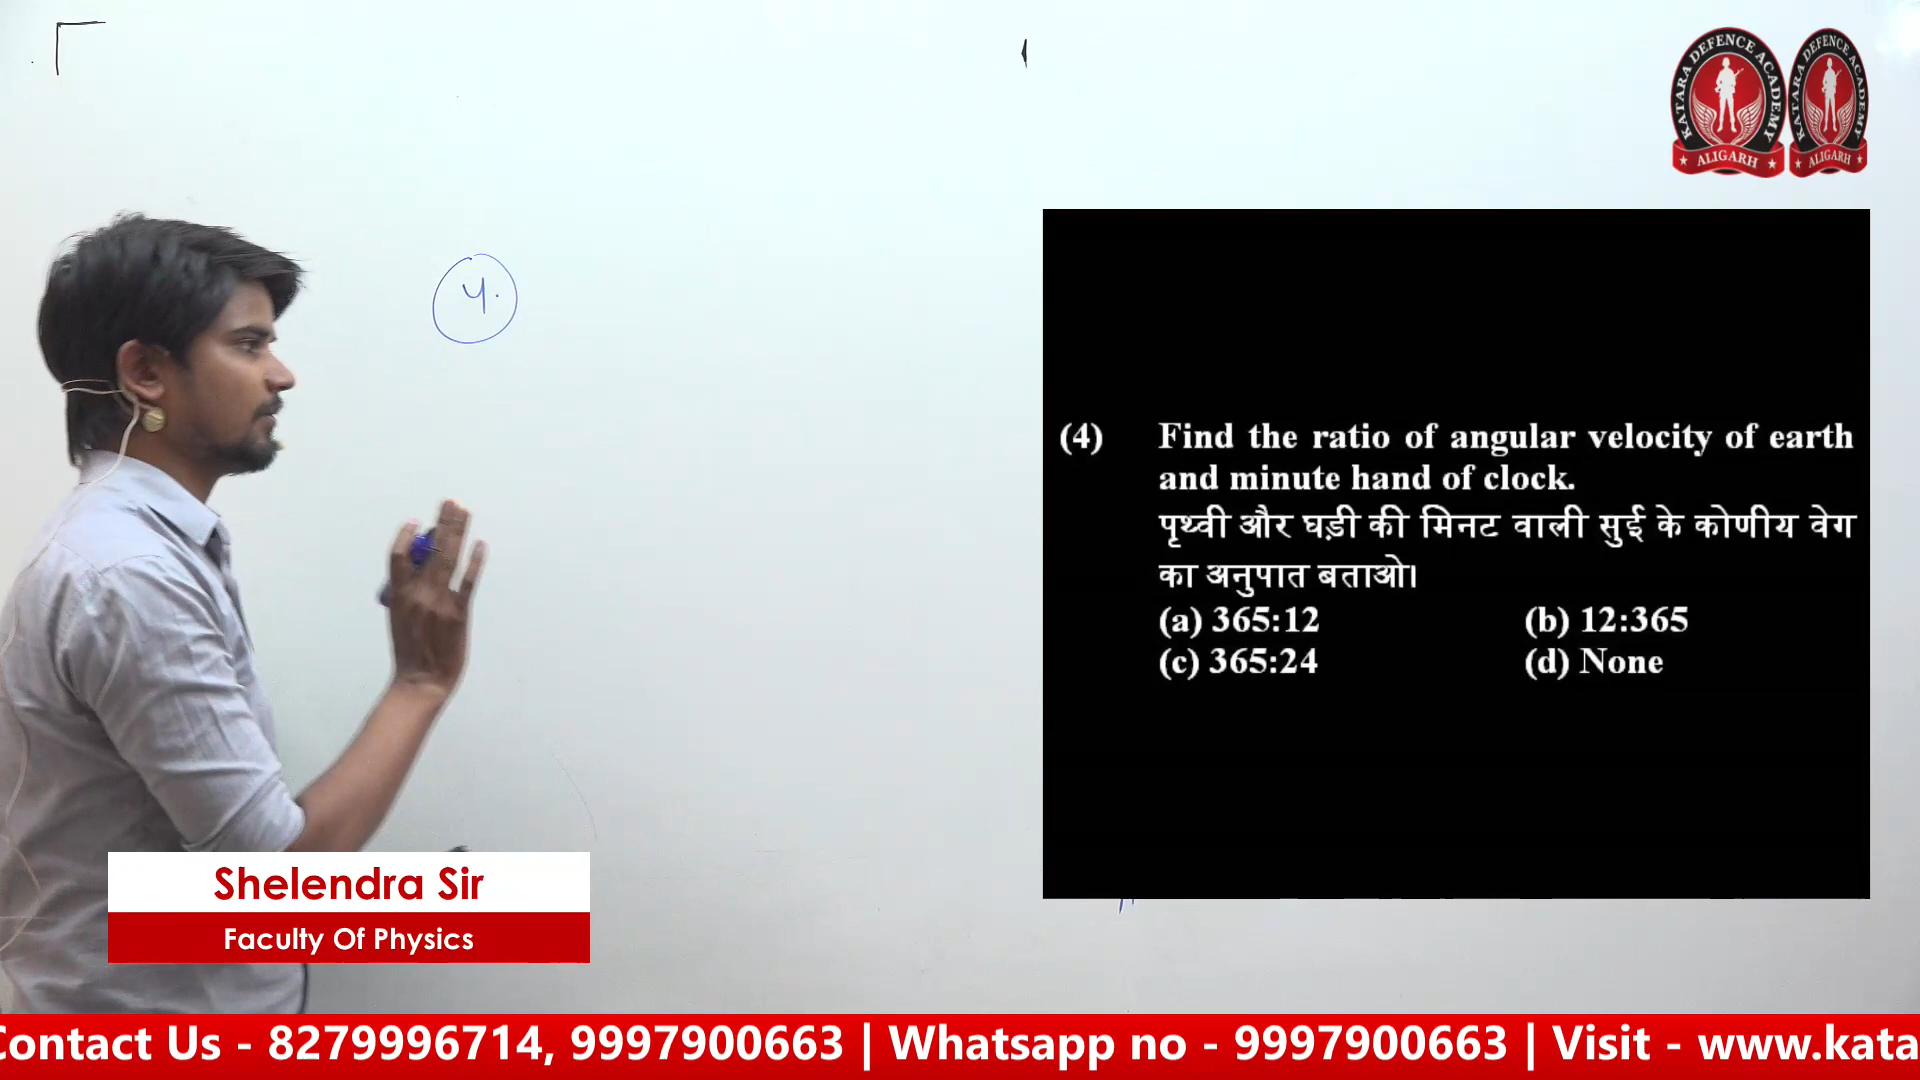 KATARA DEFENCE ACADEMY
ALIGARH
KATARA DEFENCE ACADEMY
ALIGARH
4.
(4) Find the ratio of angular velocity of earth
and minute hand of clock.
पृथ्वी और घड़ी की मिनट वाली सुई के कोणीय वेग
का अनुपात बताओ।
(a) 365:12 (b) 12:365
(c) 365:24 (d) None
Shelendra Sir
Faculty Of Physics
Contact Us - 8279996714, 9997900663 | Whatsapp no - 9997900663 | Visit - www.kata